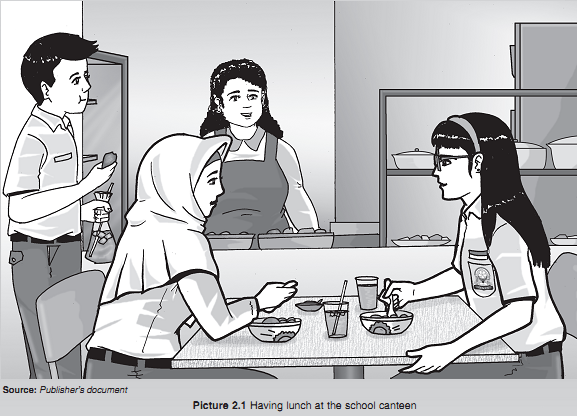 Source: Publisher's document
Picture 2.1 Having lunch at the school canteen